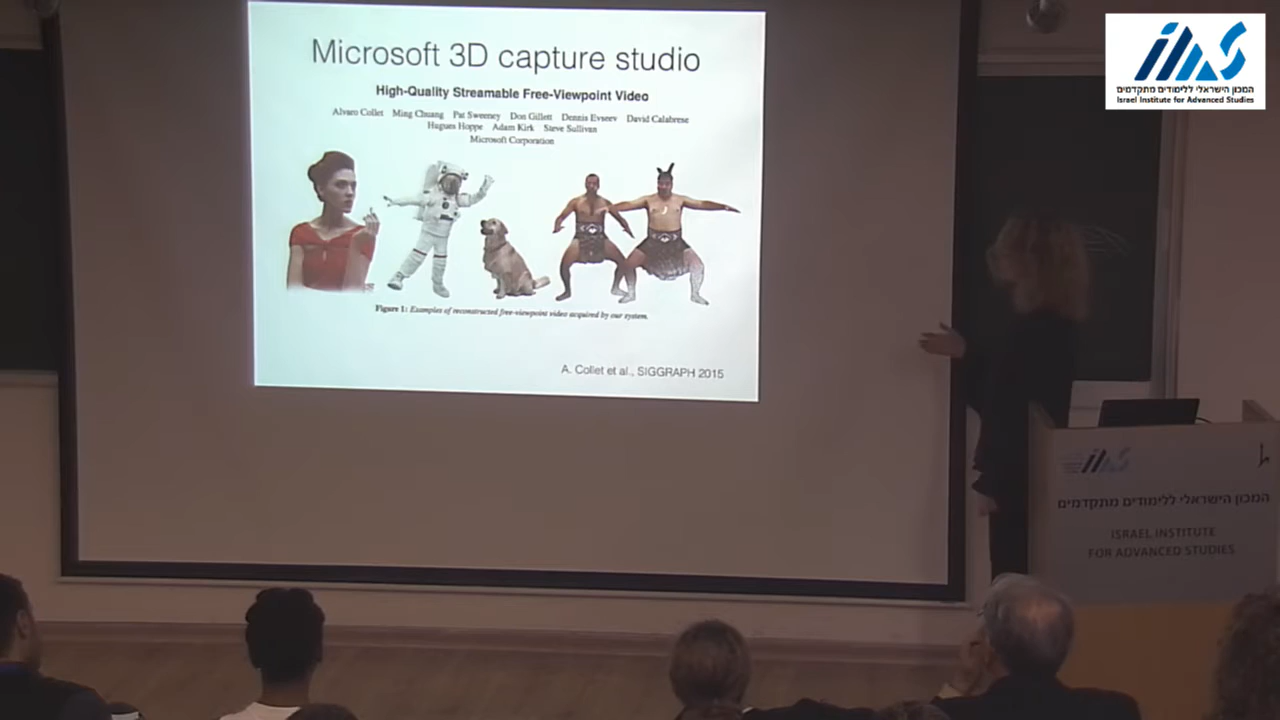 Microsoft 3D capture studio
High-Quality Streamable Free-Viewpoint Video
Alvaro Collet Ming Chuang Pat Sweeney Don Gillett Dennis Evseev David Calabrese
Hugues Hoppe Adam Kirk Steve Sullivan
Microsoft Corporation
Figure 1: Examples of reconstructed free-viewpoint video acquired by our system.
A. Collet et al., SIGGRAPH 2015
המכון הישראלי ללימודים מתקדמים
Israel Institute for Advanced Studies
המכון הישראלי ללימודים מתקדמים
ISRAEL INSTITUTE
FOR ADVANCED STUDIES